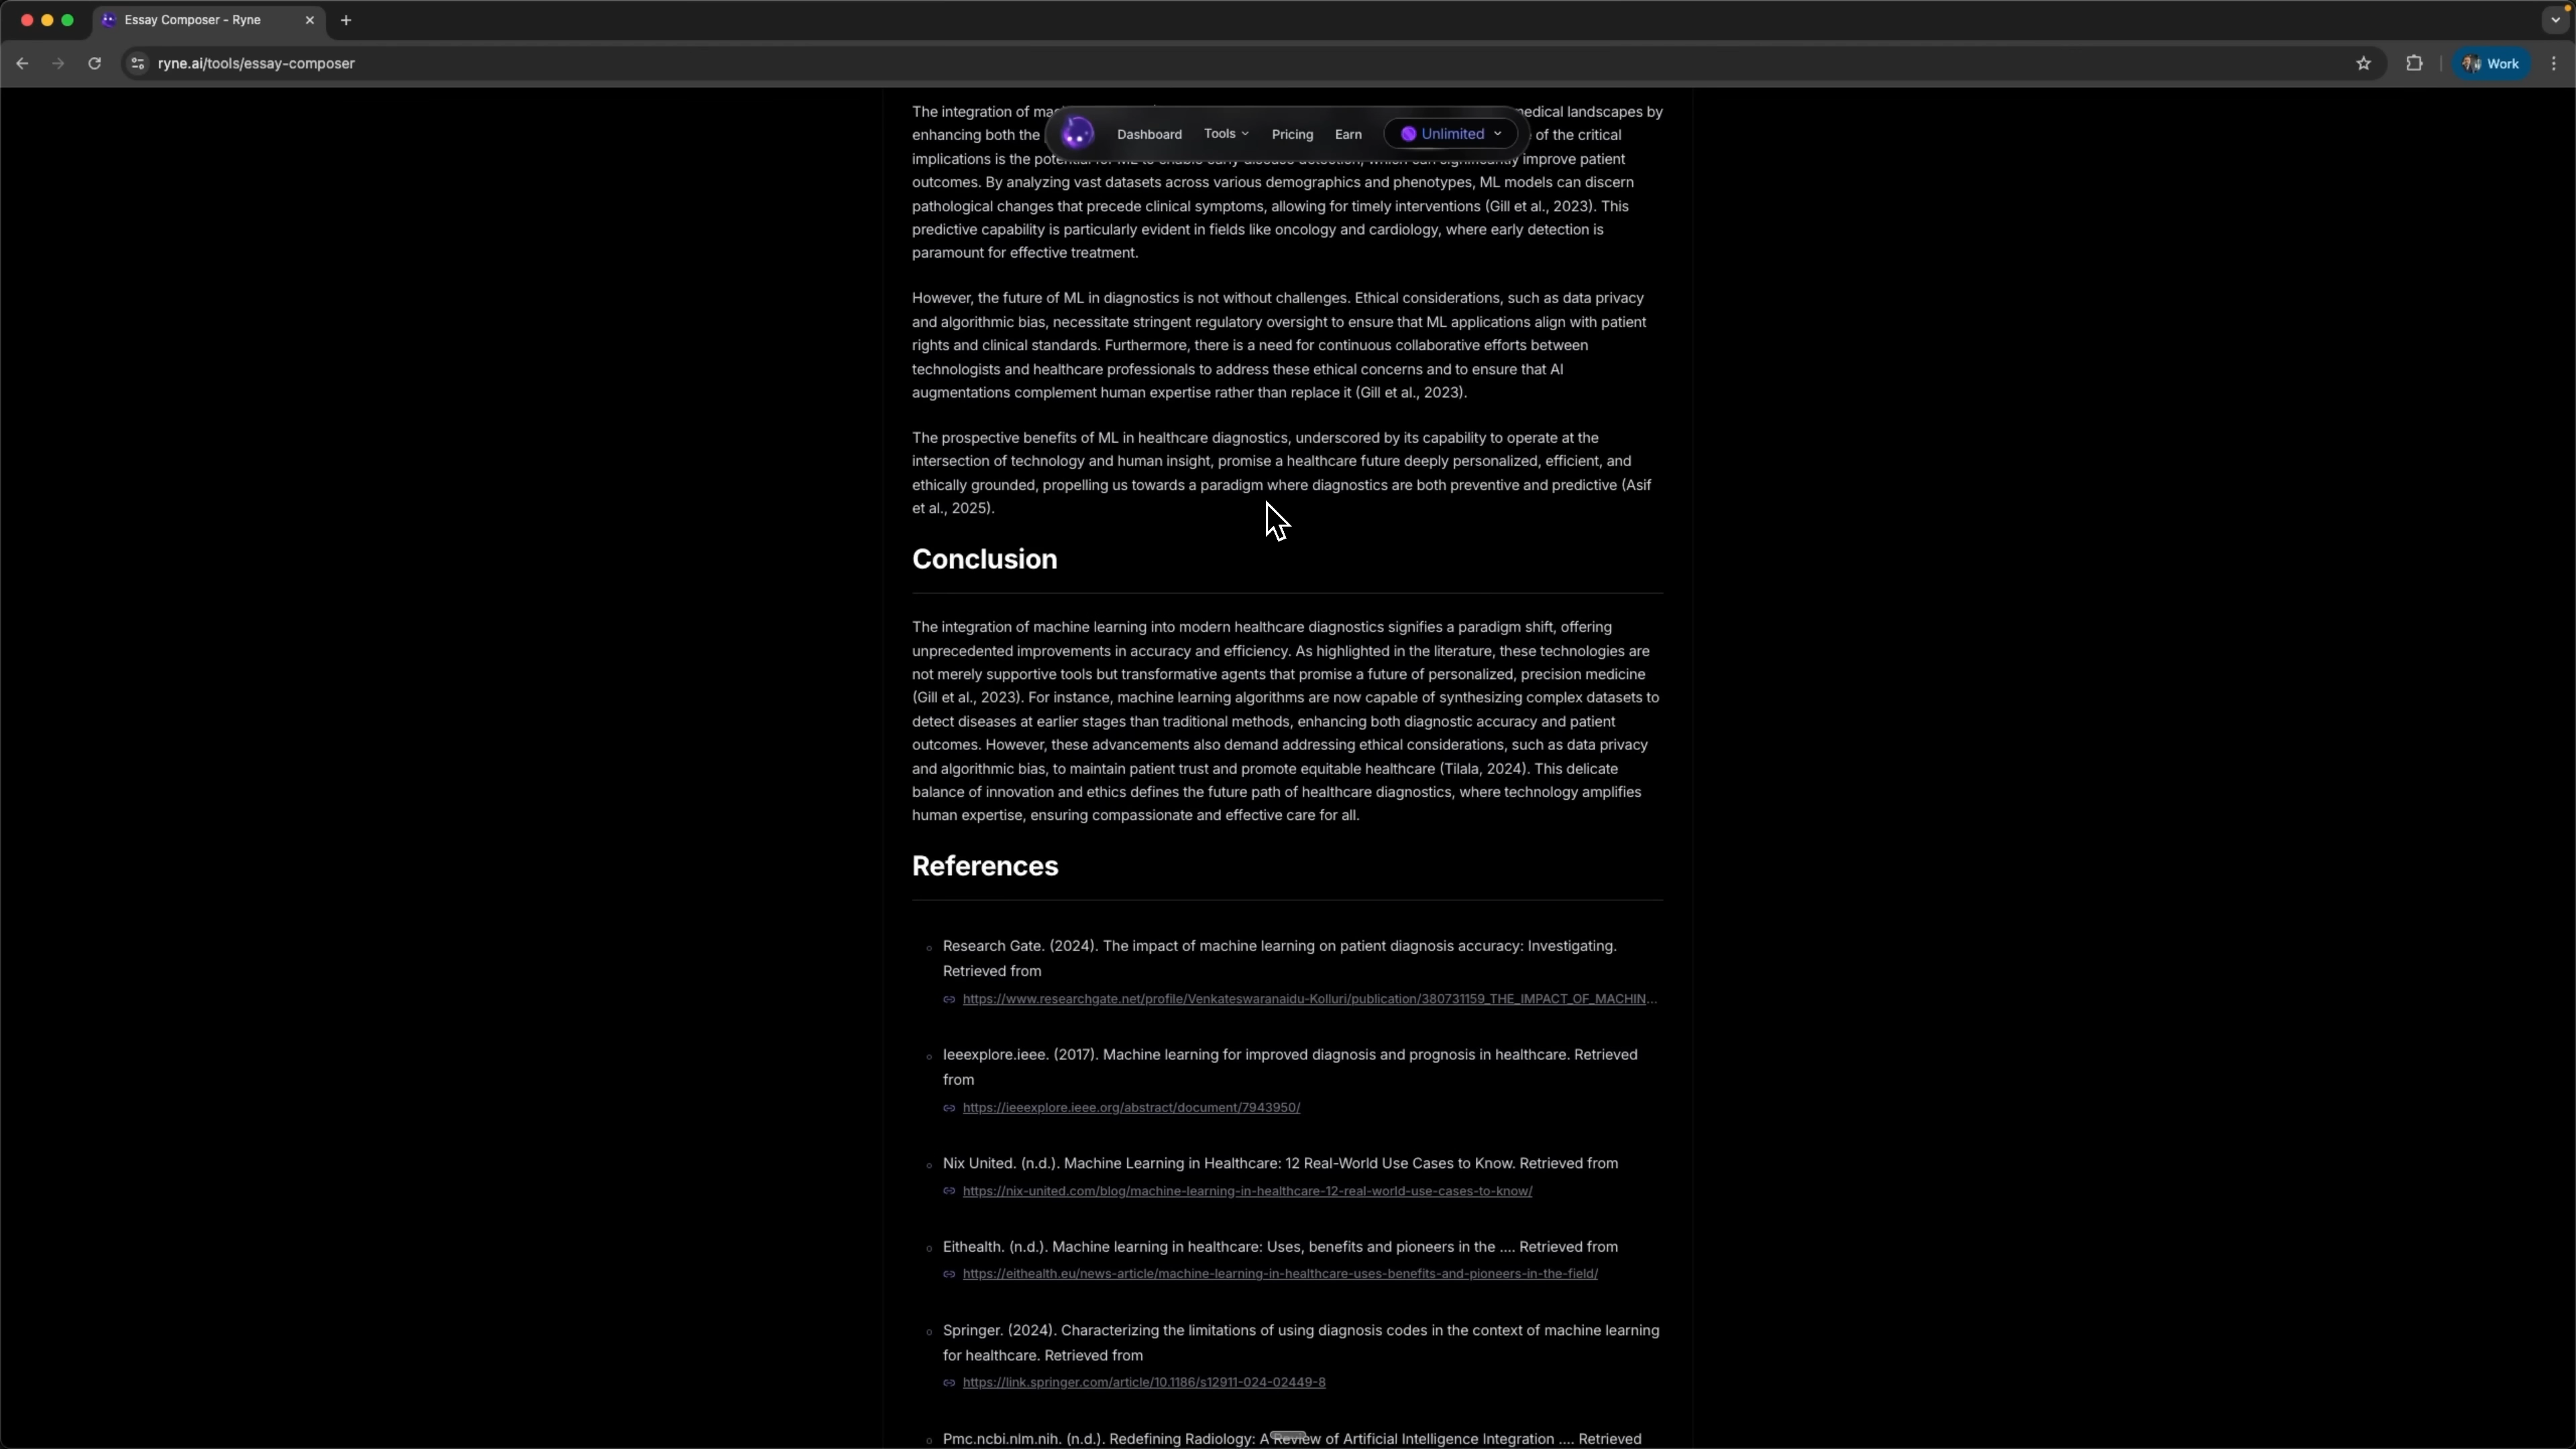 Essay Composer - Ryne
ryne.ai/tools/essay-composer
Work
Dashboard
Tools
Pricing
Earn
Unlimited
The integration of medical landscapes by
enhancing both the of the critical
implications is the potential for ML to enable early disease detection, which can significantly improve patient
outcomes. By analyzing vast datasets across various demographics and phenotypes, ML models can discern
pathological changes that precede clinical symptoms, allowing for timely interventions (Gill et al., 2023). This
predictive capability is particularly evident in fields like oncology and cardiology, where early detection is
paramount for effective treatment.
However, the future of ML in diagnostics is not without challenges. Ethical considerations, such as data privacy
and algorithmic bias, necessitate stringent regulatory oversight to ensure that ML applications align with patient
rights and clinical standards. Furthermore, there is a need for continuous collaborative efforts between
technologists and healthcare professionals to address these ethical concerns and to ensure that AI
augmentations complement human expertise rather than replace it (Gill et al., 2023).
The prospective benefits of ML in healthcare diagnostics, underscored by its capability to operate at the
intersection of technology and human insight, promise a healthcare future deeply personalized, efficient, and
ethically grounded, propelling us towards a paradigm where diagnostics are both preventive and predictive (Asif
et al., 2025).
Conclusion
The integration of machine learning into modern healthcare diagnostics signifies a paradigm shift, offering
unprecedented improvements in accuracy and efficiency. As highlighted in the literature, these technologies are
not merely supportive tools but transformative agents that promise a future of personalized, precision medicine
(Gill et al., 2023). For instance, machine learning algorithms are now capable of synthesizing complex datasets to
detect diseases at earlier stages than traditional methods, enhancing both diagnostic accuracy and patient
outcomes. However, these advancements also demand addressing ethical considerations, such as data privacy
and algorithmic bias, to maintain patient trust and promote equitable healthcare (Tilala, 2024). This delicate
balance of innovation and ethics defines the future path of healthcare diagnostics, where technology amplifies
human expertise, ensuring compassionate and effective care for all.
References
Research Gate. (2024). The impact of machine learning on patient diagnosis accuracy: Investigating.
Retrieved from
https://www.researchgate.net/profile/Venkateswaranaidu-Kolluri/publication/380731159_THE_IMPACT_OF_MACHIN...
Ieeexplore.ieee. (2017). Machine learning for improved diagnosis and prognosis in healthcare. Retrieved
from
https://ieeexplore.ieee.org/abstract/document/7943950/
Nix United. (n.d.). Machine Learning in Healthcare: 12 Real-World Use Cases to Know. Retrieved from
https://nix-united.com/blog/machine-learning-in-healthcare-12-real-world-use-cases-to-know/
Eithealth. (n.d.). Machine learning in healthcare: Uses, benefits and pioneers in the .... Retrieved from
https://eithealth.eu/news-article/machine-learning-in-healthcare-uses-benefits-and-pioneers-in-the-field/
Springer. (2024). Characterizing the limitations of using diagnosis codes in the context of machine learning
for healthcare. Retrieved from
https://link.springer.com/article/10.1186/s12911-024-02449-8
Pmc.ncbi.nlm.nih. (n.d.). Redefining Radiology: A Review of Artificial Intelligence Integration .... Retrieved